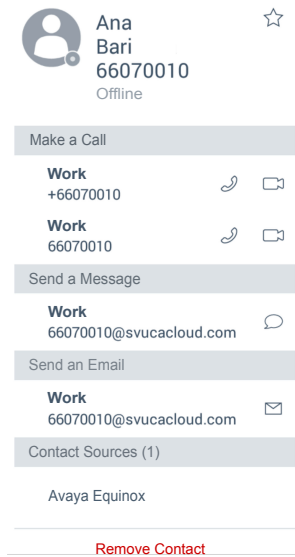 Ana
Bari
66070010
Offline
Make a Call
Work
+66070010
Work
66070010
Send a Message
Work
66070010@svucacloud.com
Send an Email
Work
66070010@svucacloud.com
Contact Sources (1)
Avaya Equinox
Remove Contact